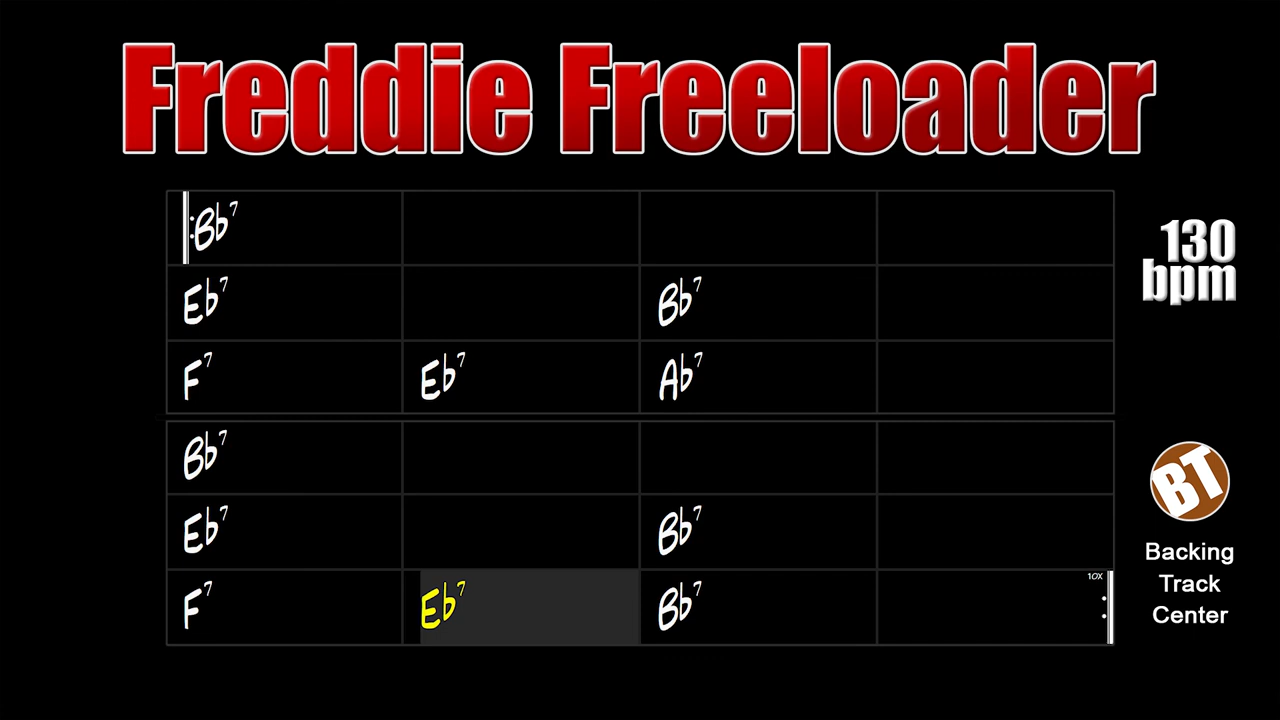 Freddie Freeloader
Bb7
130
bpm
Eb7 Bb7
F7 Eb7 Ab7
Bb7
BT
Eb7 Bb7
Backing
Track
Center
F7 Eb7 Bb7 10X